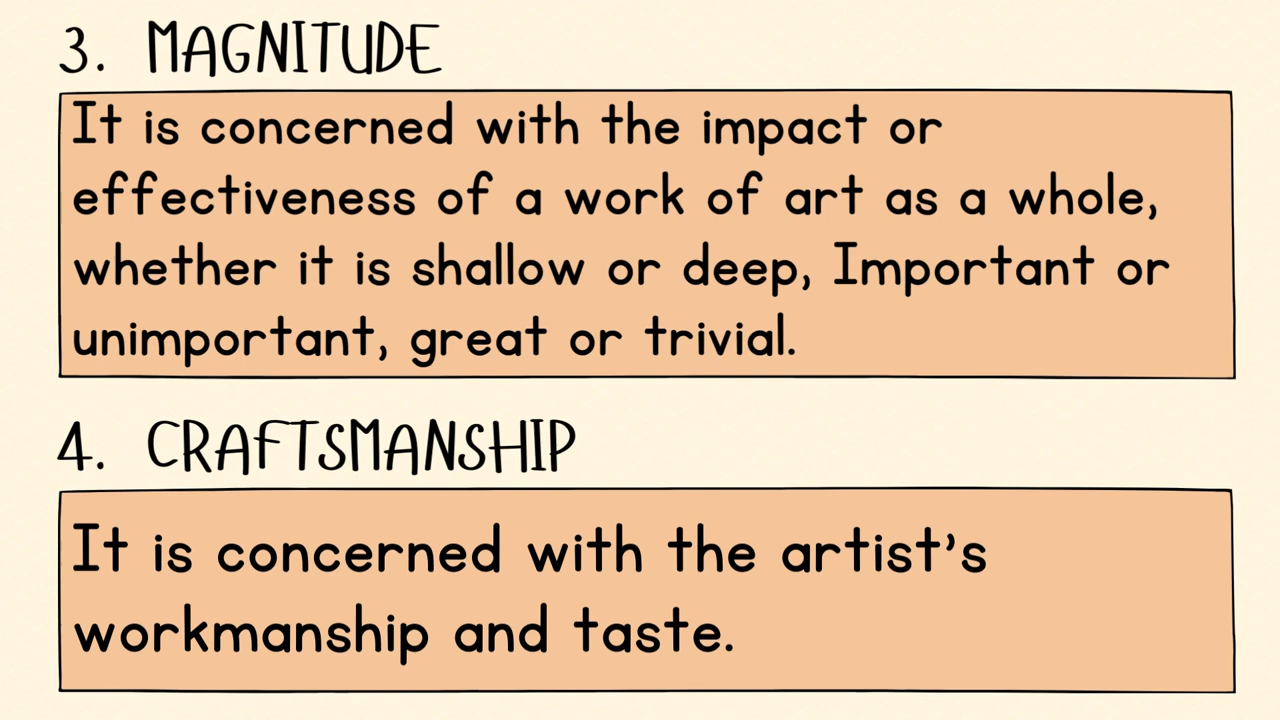 3. MAGNITUDE
It is concerned with the impact or
effectiveness of a work of art as a whole,
whether it is shallow or deep, Important or
unimportant, great or trivial.
4. CRAFTSMANSHIP
It is concerned with the artist's
workmanship and taste.